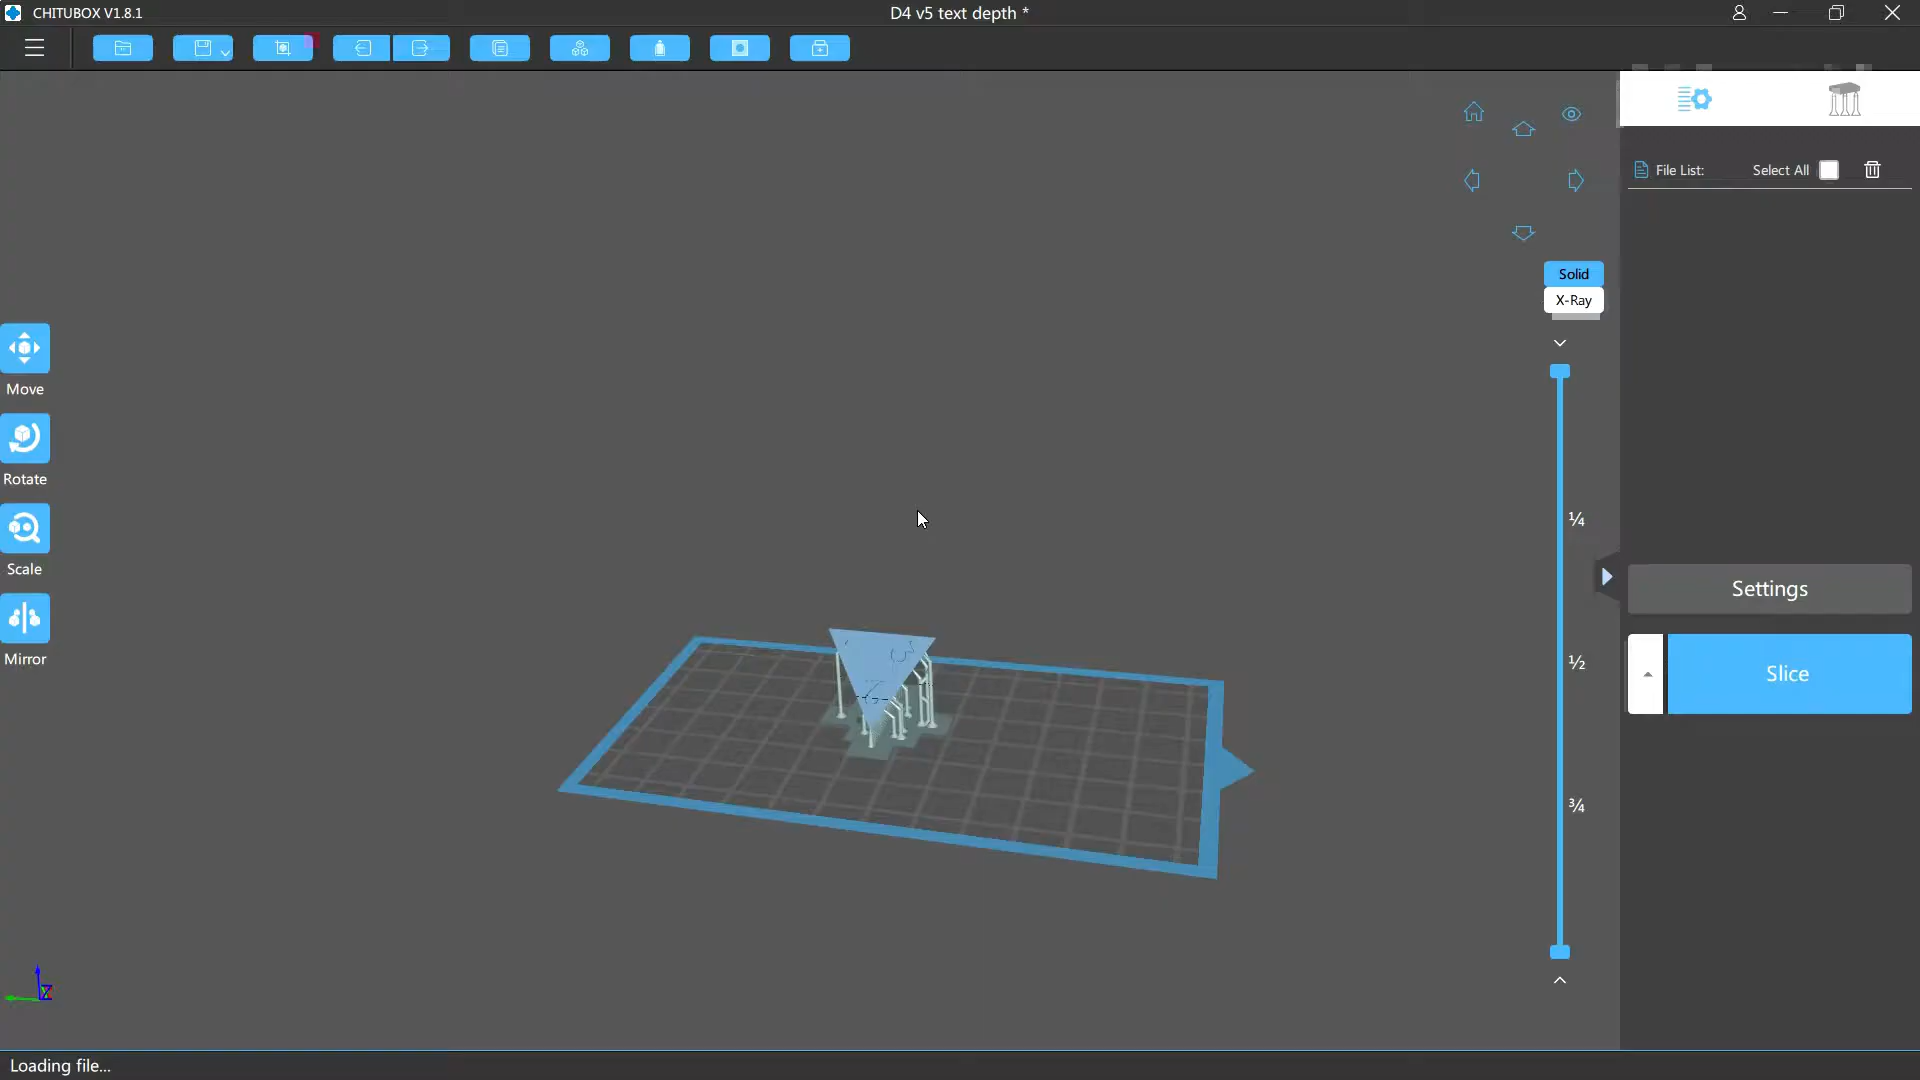 CHITUBOX V1.8.1
D4 v5 text depth *
File List:
Select All
Solid
X-Ray
Move
Rotate
Scale
Mirror
¼
½
¾
Settings
Slice
Loading file...